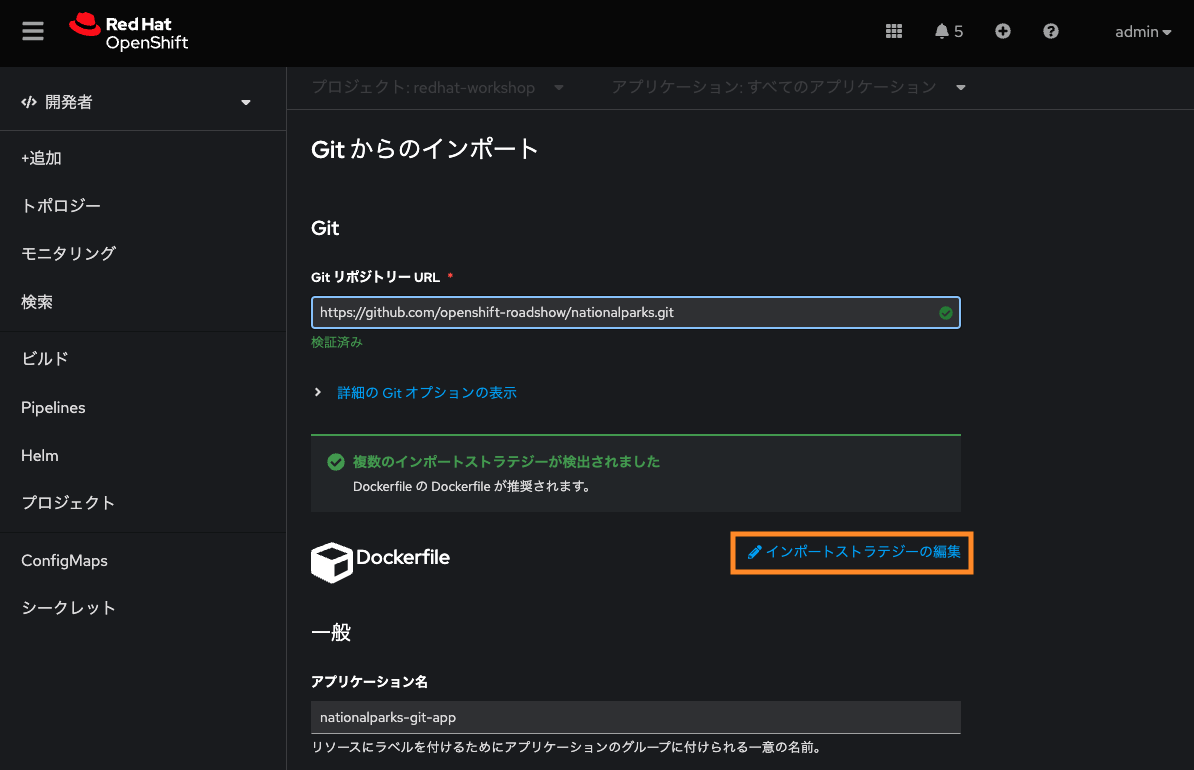 Red Hat
OpenShift
5
admin
開発者
+追加
トポロジー
モニタリング
検索
ビルド
Pipelines
Helm
プロジェクト
ConfigMaps
シークレット
プロジェクト: redhat-workshop
アプリケーション: すべてのアプリケーション
Git からのインポート
Git
Git リポジトリー URL *
https://github.com/openshift-roadshow/nationalparks.git
検証済み
詳細の Git オプションの表示
複数のインポートストラテジーが検出されました
Dockerfile の Dockerfile が推奨されます。
Dockerfile
インポートストラテジーの編集
一般
アプリケーション名
nationalparks-git-app
リソースにラベルを付けるためにアプリケーションのグループに付けられる一意の名前。